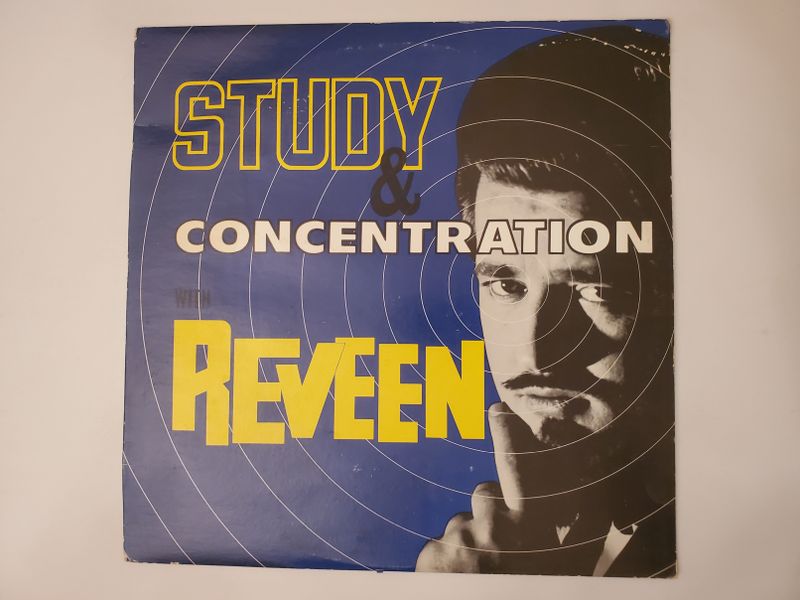 STUDY
&
CONCENTRATION
WITH
REVEEN